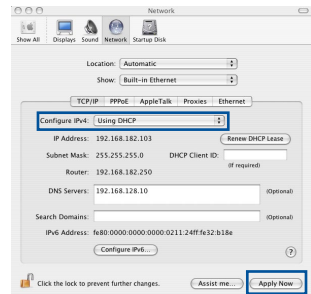 Network
Show All Displays Sound Network Startup Disk
Location: Automatic
Show: Built-in Ethernet
TCP/IP PPPoE AppleTalk Proxies Ethernet
Configure IPv4: Using DHCP
IP Address: 192.168.182.103 Renew DHCP Lease
Subnet Mask: 255.255.255.0 DHCP Client ID:
(If required)
Router: 192.168.182.250
DNS Servers: 192.168.128.10 (Optional)
Search Domains: (Optional)
IPv6 Address: fe80:0000:0000:0000:0211:24ff:fe32:b18e
Configure IPv6... ?
Click the lock to prevent further changes. Assist me... Apply Now